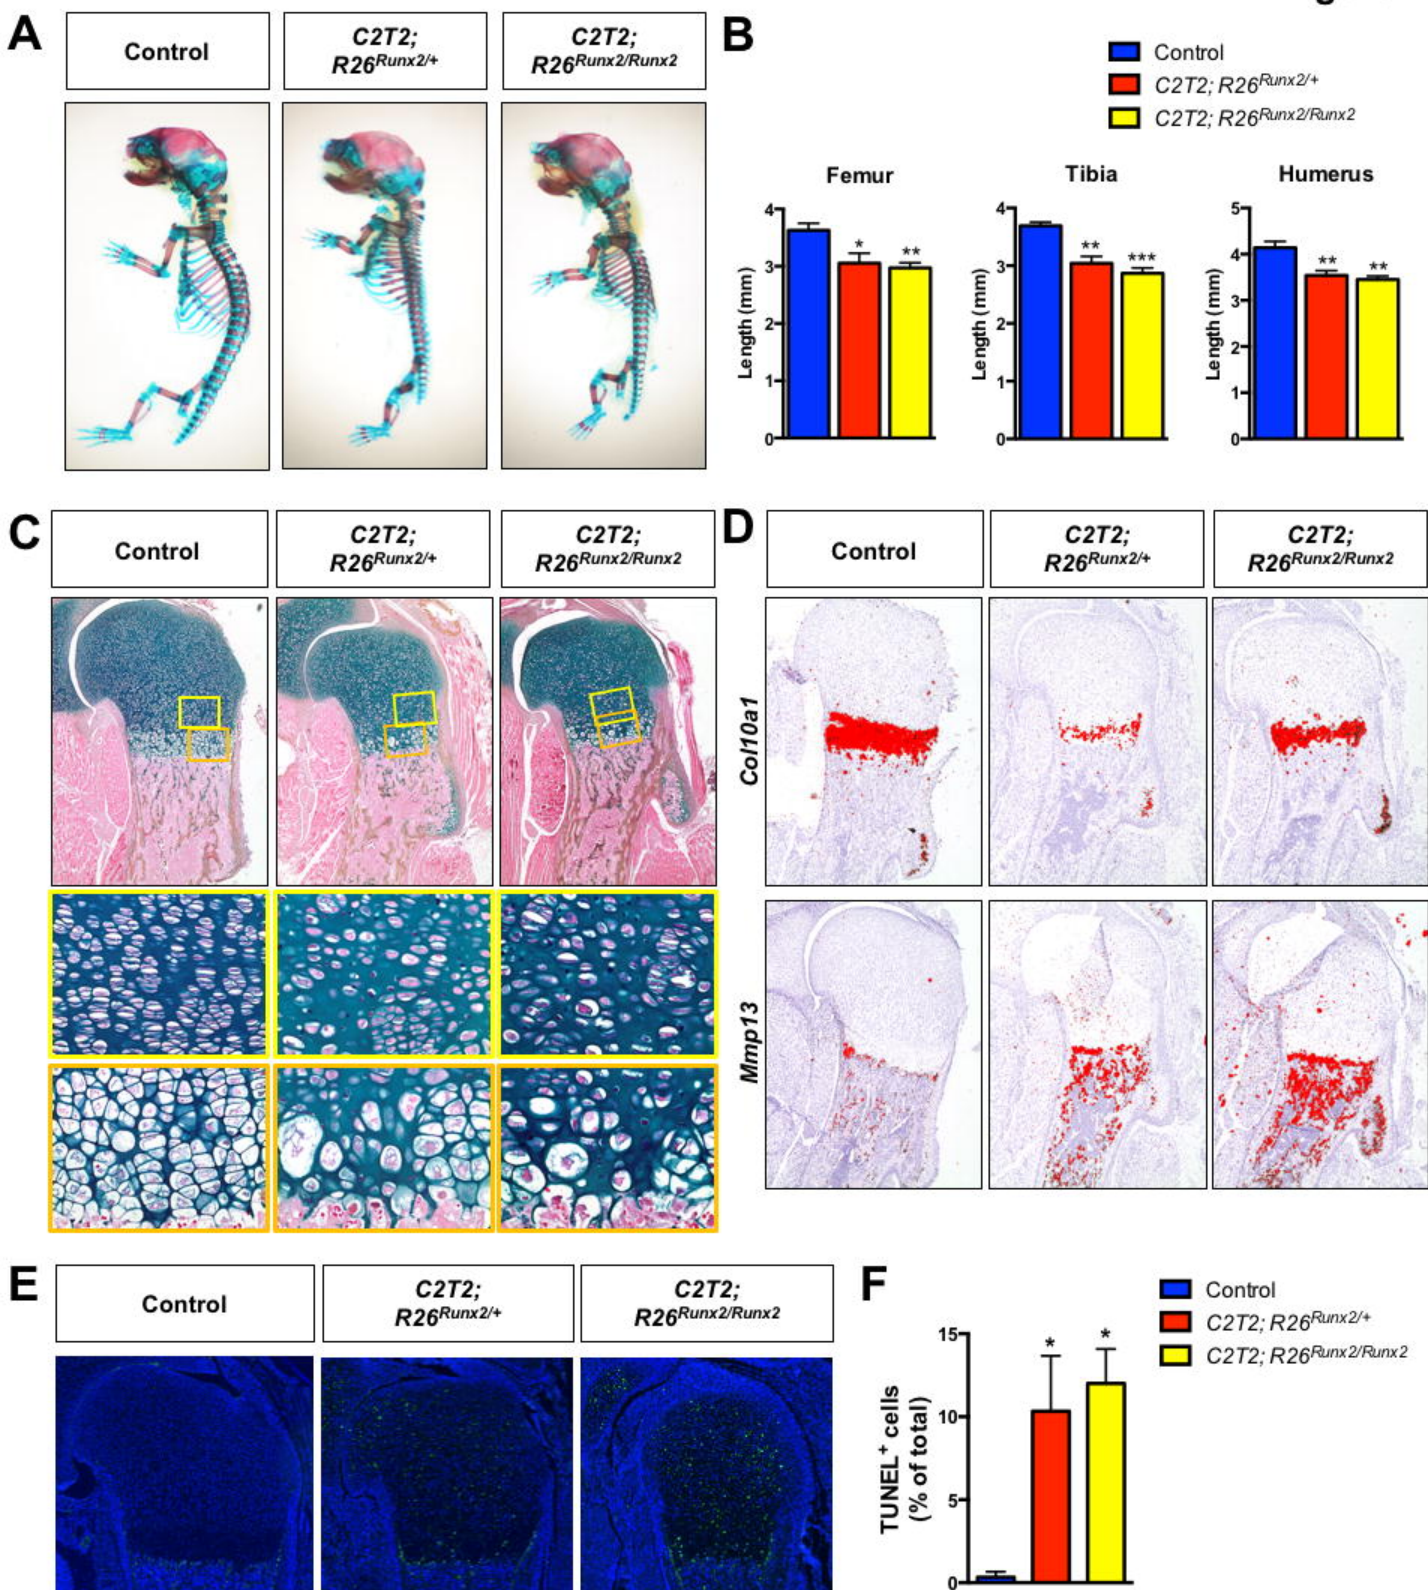 A
Control
C2T2;
R26Runx2/+
C2T2;
R26Runx2/Runx2
B
Control
C2T2; R26Runx2/+
C2T2; R26Runx2/Runx2
Femur
Tibia
Humerus
Length (mm)
4
3
2
1
0
*
**
Length (mm)
4
3
2
1
0
**
***
Length (mm)
5
4
3
2
1
0
**
**
C
Control
C2T2;
R26Runx2/+
C2T2;
R26Runx2/Runx2
D
Control
C2T2;
R26Runx2/+
C2T2;
R26Runx2/Runx2
Col10a1
Mmp13
E
Control
C2T2;
R26Runx2/+
C2T2;
R26Runx2/Runx2
F
Control
C2T2; R26Runx2/+
C2T2; R26Runx2/Runx2
TUNEL+ cells
(% of total)
15
10
5
0
*
*